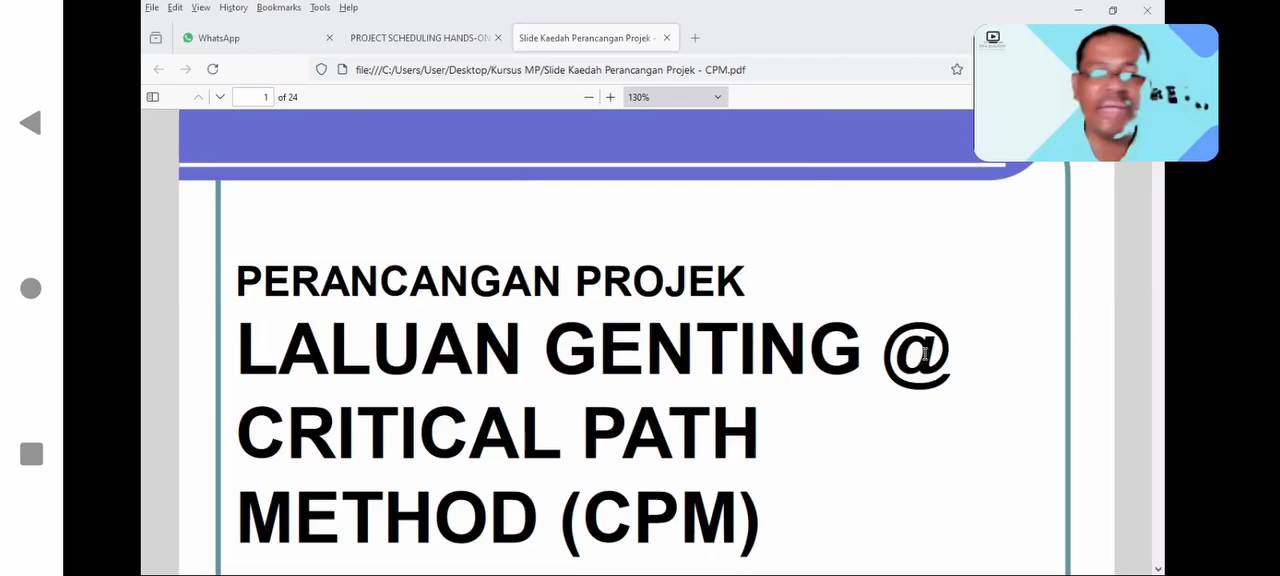 File Edit View History Bookmarks Tools Help
WhatsApp
PROJECT SCHEDULING HANDS-ON
Slide Kaedah Perancangan Projek -
file:///C:/Users/User/Desktop/Kursus MP/Slide Kaedah Perancangan Projek - CPM.pdf
1 of 24
130%
PERANCANGAN PROJEK
LALUAN GENTING @
CRITICAL PATH
METHOD (CPM)